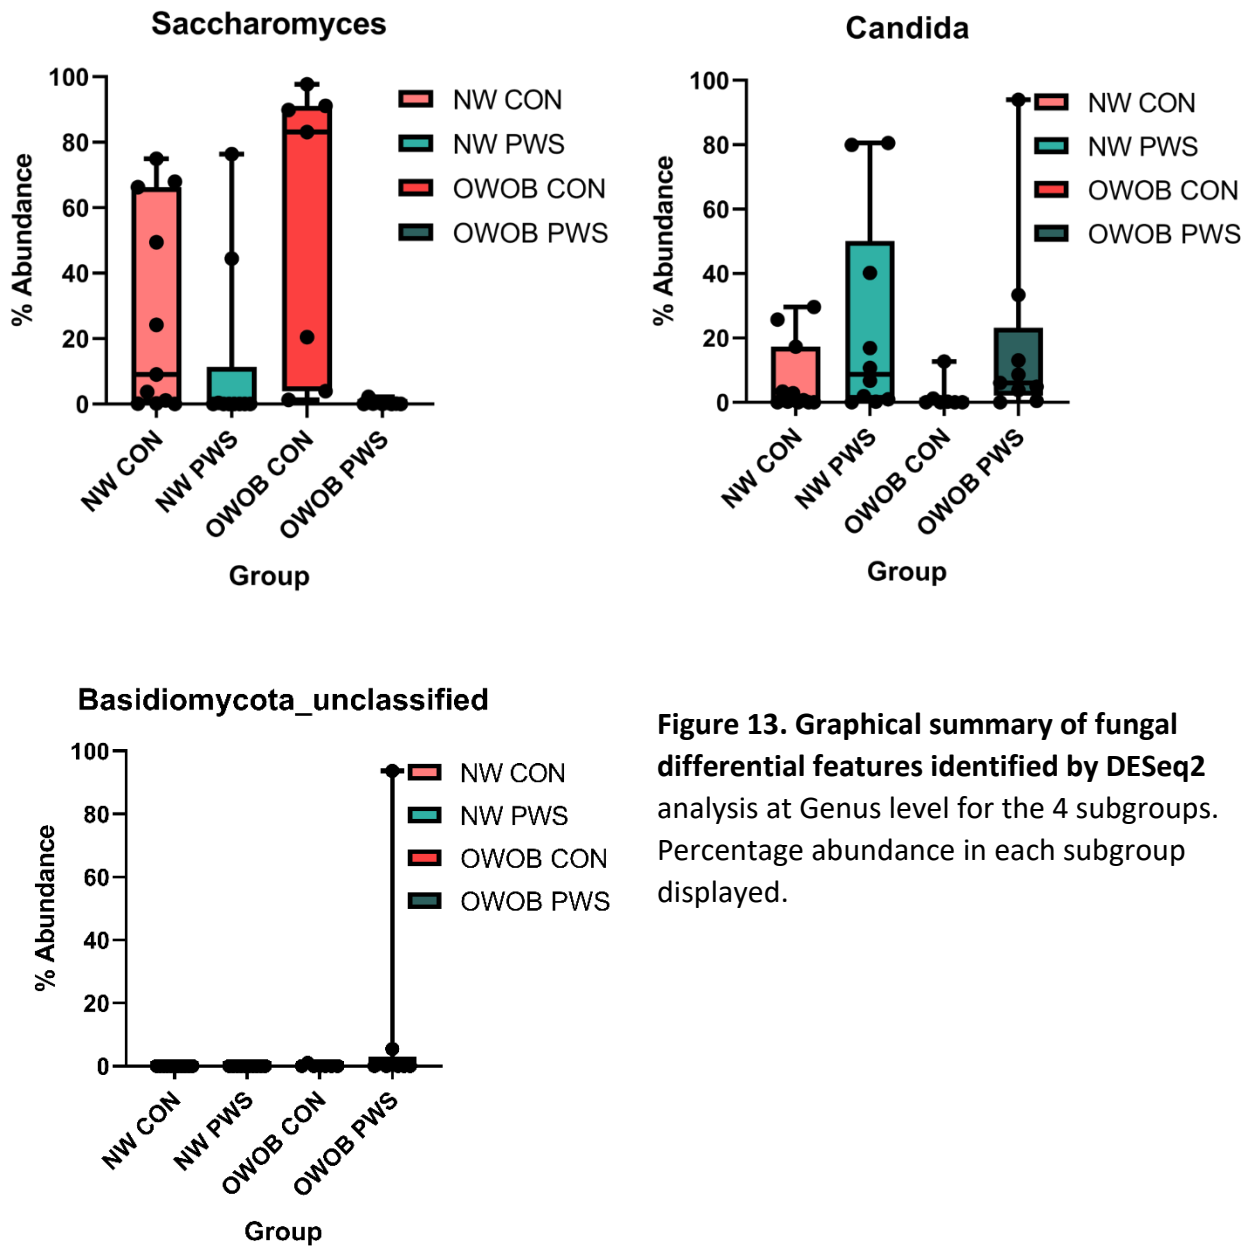 Saccharomyces
% Abundance
100
80
60
40
20
0
NW CON
NW PWS
OWOB CON
OWOB PWS
Group
NW CON
NW PWS
OWOB CON
OWOB PWS
Candida
% Abundance
100
80
60
40
20
0
NW CON
NW PWS
OWOB CON
OWOB PWS
Group
NW CON
NW PWS
OWOB CON
OWOB PWS
Basidiomycota_unclassified
% Abundance
100
80
60
40
20
0
NW CON
NW PWS
OWOB CON
OWOB PWS
Group
NW CON
NW PWS
OWOB CON
OWOB PWS
Figure 13. Graphical summary of fungal
differential features identified by DESeq2
analysis at Genus level for the 4 subgroups.
Percentage abundance in each subgroup
displayed.